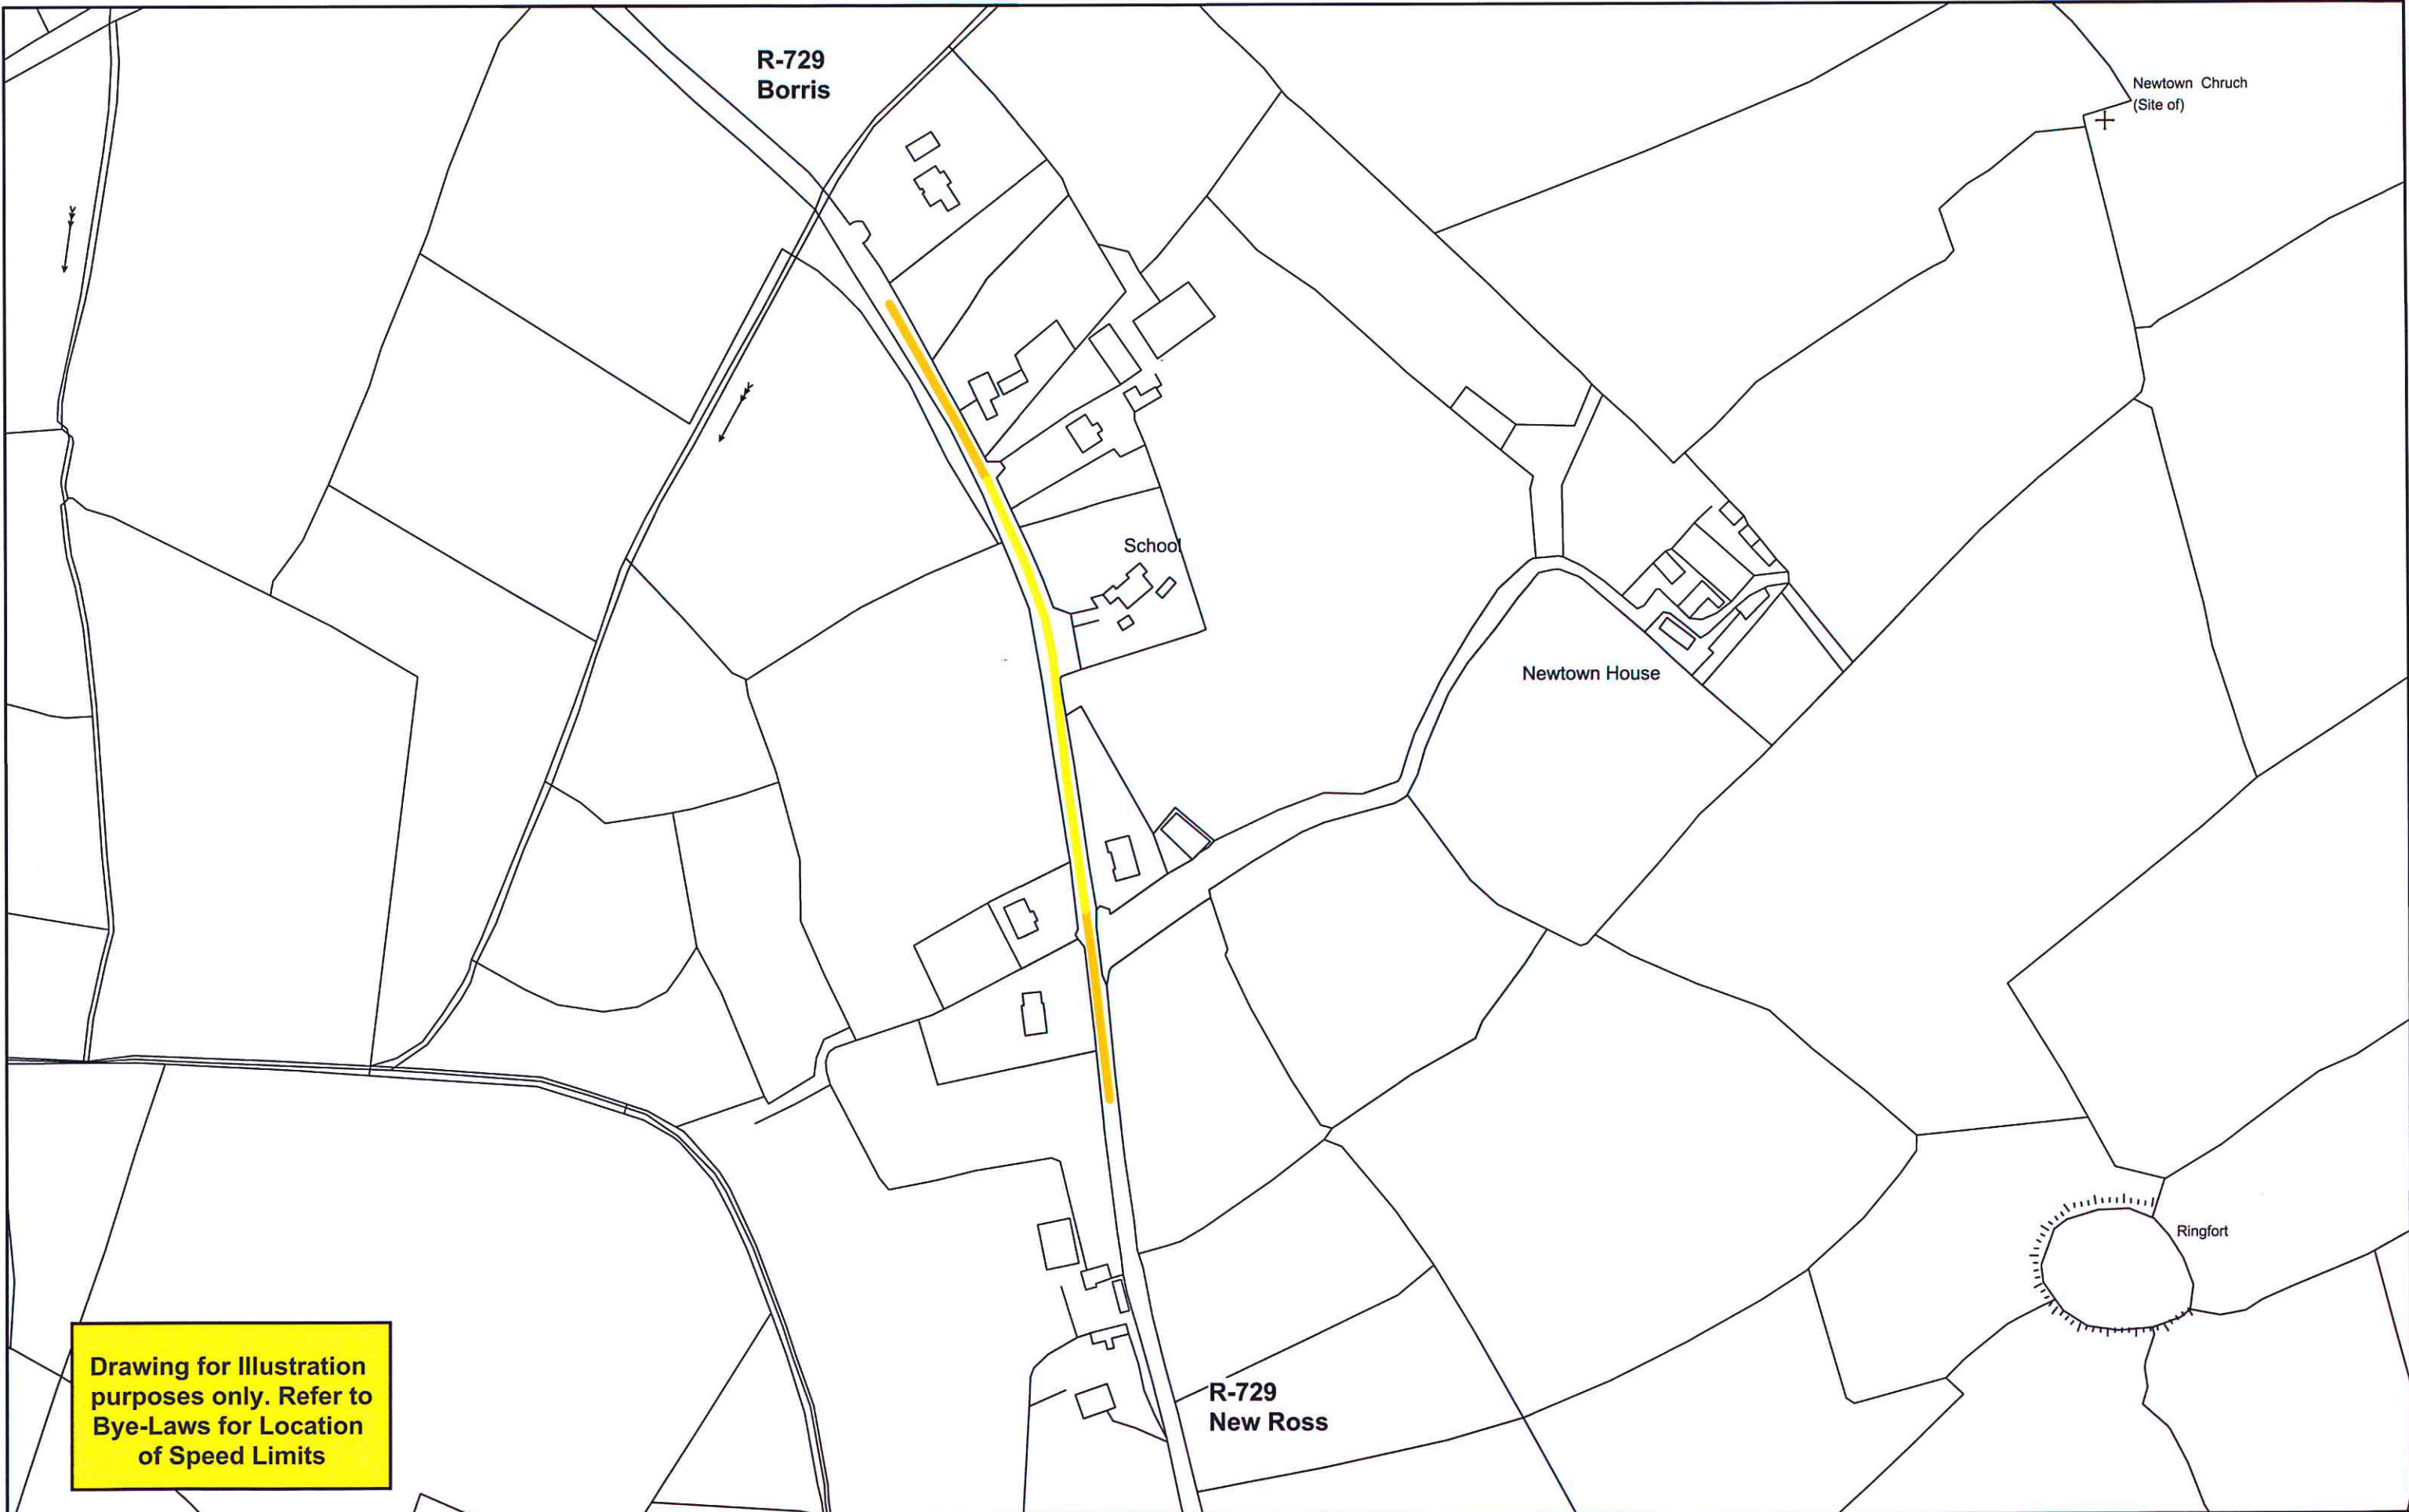 R-729
Borris
Newtown Chruch
(Site of)
School
Newtown House
Ringfort
R-729
New Ross
Drawing for Illustration
purposes only. Refer to
Bye-Laws for Location
of Speed Limits